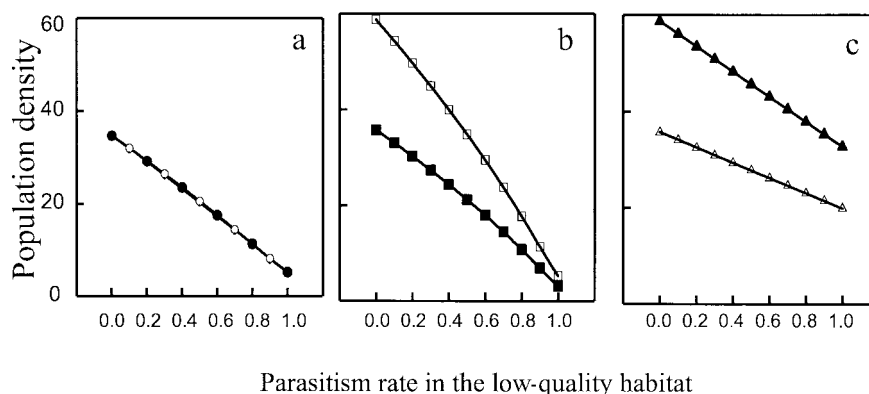 60
40
20
0
Population density
a
b
c
0.0 0.2 0.4 0.6 0.8 1.0
0.0 0.2 0.4 0.6 0.8 1.0
0.0 0.2 0.4 0.6 0.8 1.0
Parasitism rate in the low-quality habitat